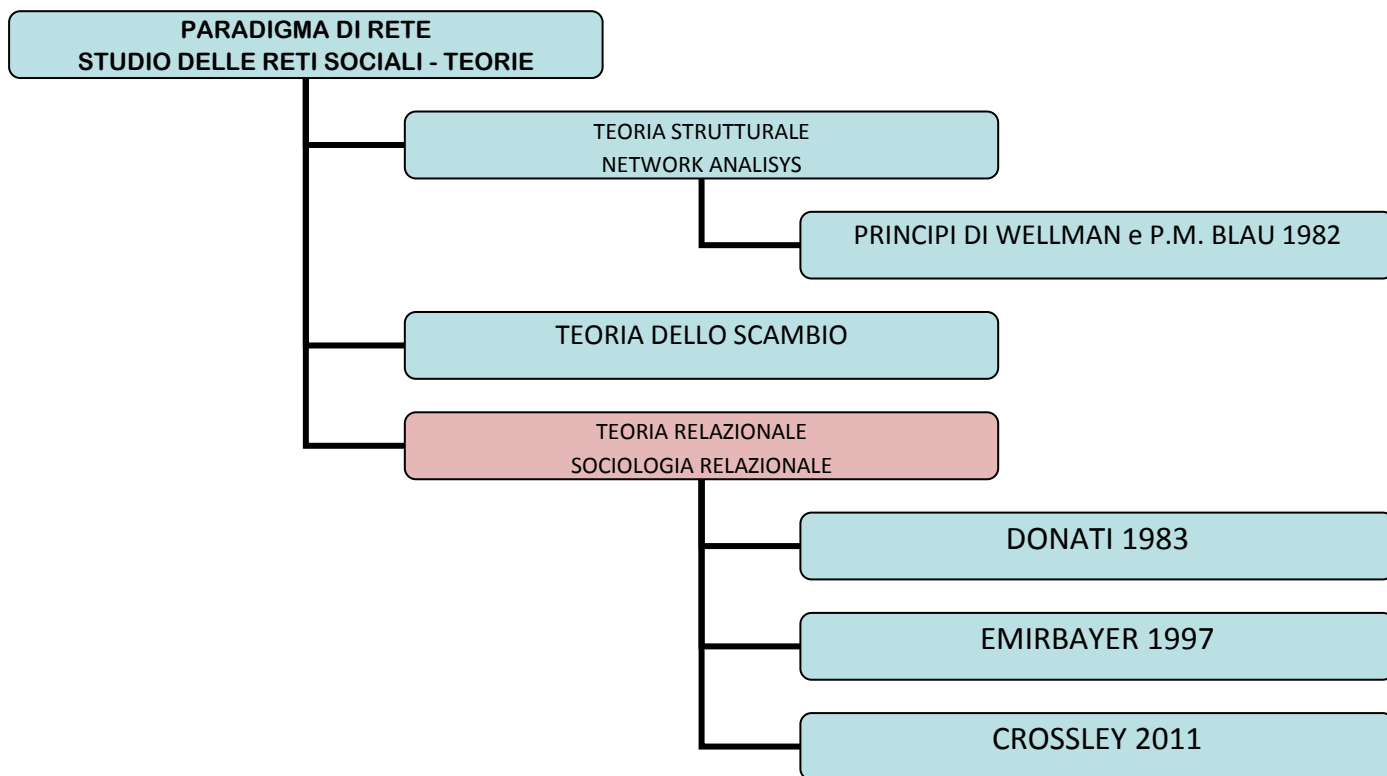 PARADIGMA DI RETE
STUDIO DELLE RETI SOCIALI - TEORIE
TEORIA STRUTTURALE
NETWORK ANALISYS
PRINCIPI DI WELLMAN e P.M. BLAU 1982
TEORIA DELLO SCAMBIO
TEORIA RELAZIONALE
SOCIOLOGIA RELAZIONALE
DONATI 1983
EMIRBAYER 1997
CROSSLEY 2011